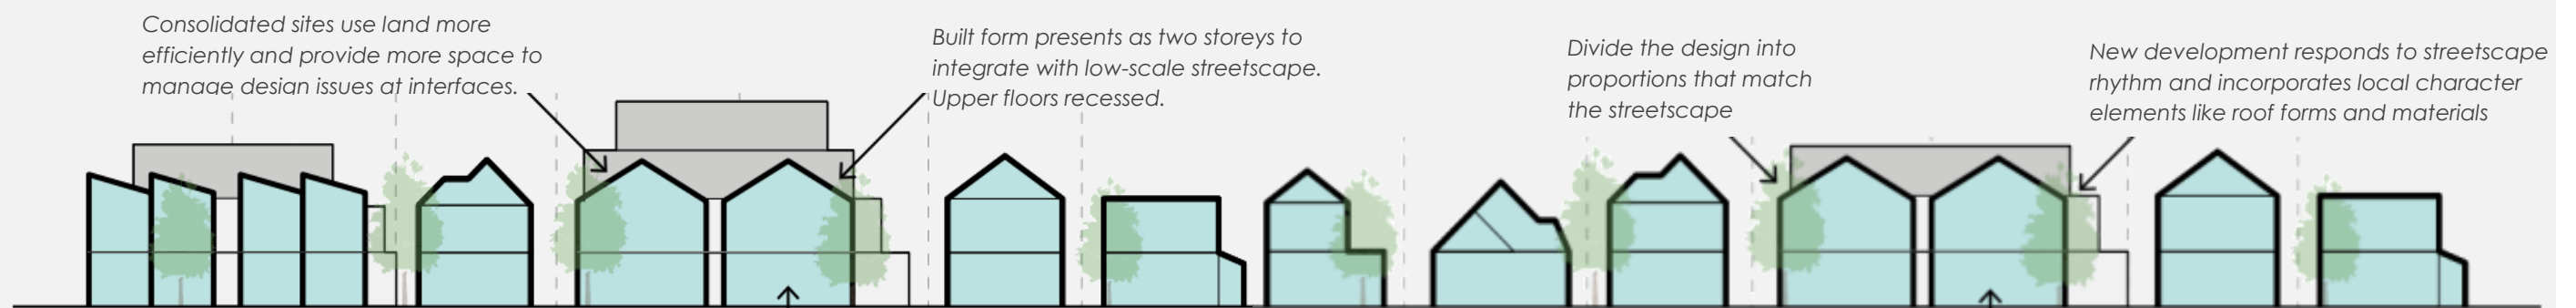 Consolidated sites use land more
efficiently and provide more space to
manage design issues at interfaces.
Built form presents as two storeys to
integrate with low-scale streetscape.
Upper floors recessed.
Divide the design into
proportions that match
the streetscape
New development responds to streetscape
rhythm and incorporates local character
elements like roof forms and materials